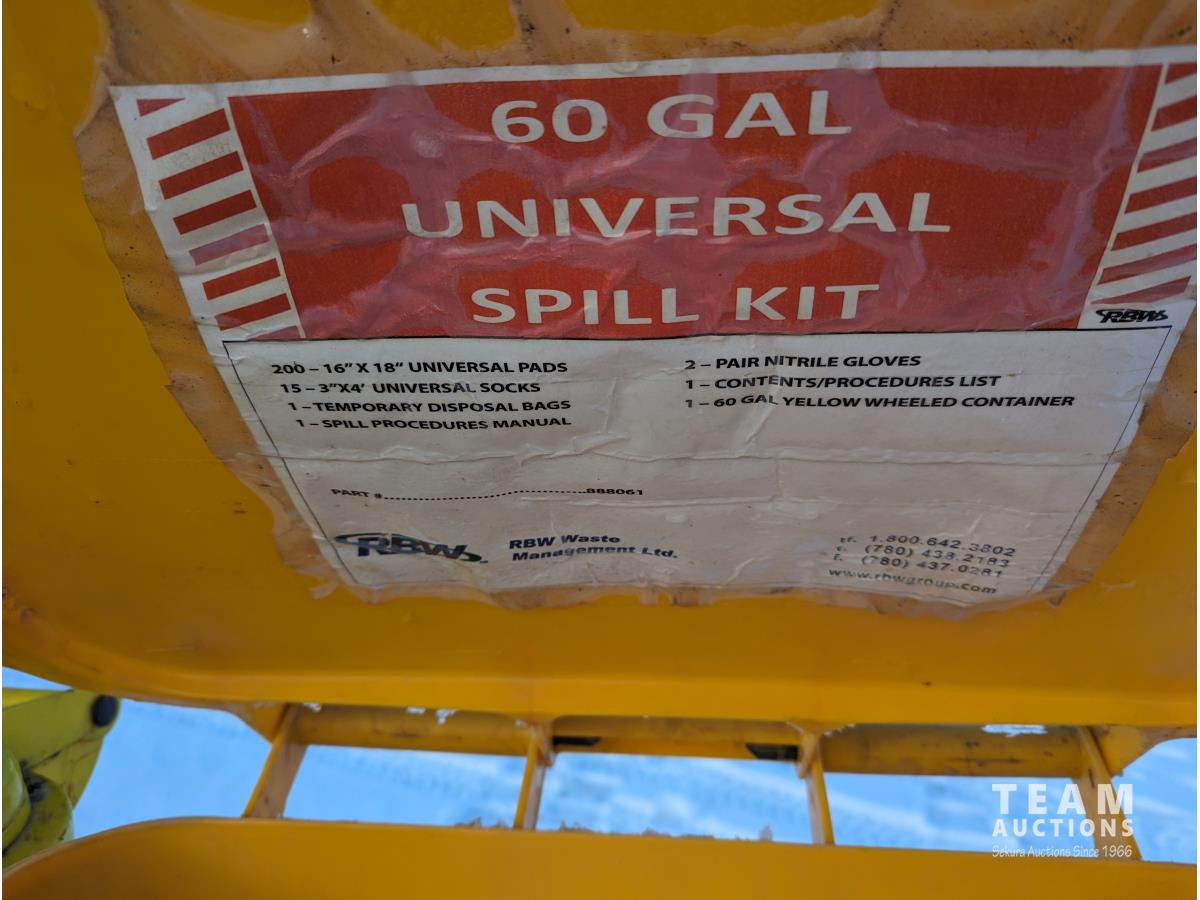 60 GAL
UNIVERSAL
SPILL KIT
RBW
200 – 16” X 18” UNIVERSAL PADS
15 – 3”X4’ UNIVERSAL SOCKS
1 – TEMPORARY DISPOSAL BAGS
1 – SPILL PROCEDURES MANUAL
2 – PAIR NITRILE GLOVES
1 – CONTENTS/PROCEDURES LIST
1 – 60 GAL YELLOW WHEELED CONTAINER
PART #..........................................888061
RBW
RBW Waste
Management Ltd.
tf. 1.800.642.3802
(780) 438.2183
f. (780) 437.0281
www.rbwgroup.com
TEAM
AUCTIONS
Sekura Auctions Since 1966